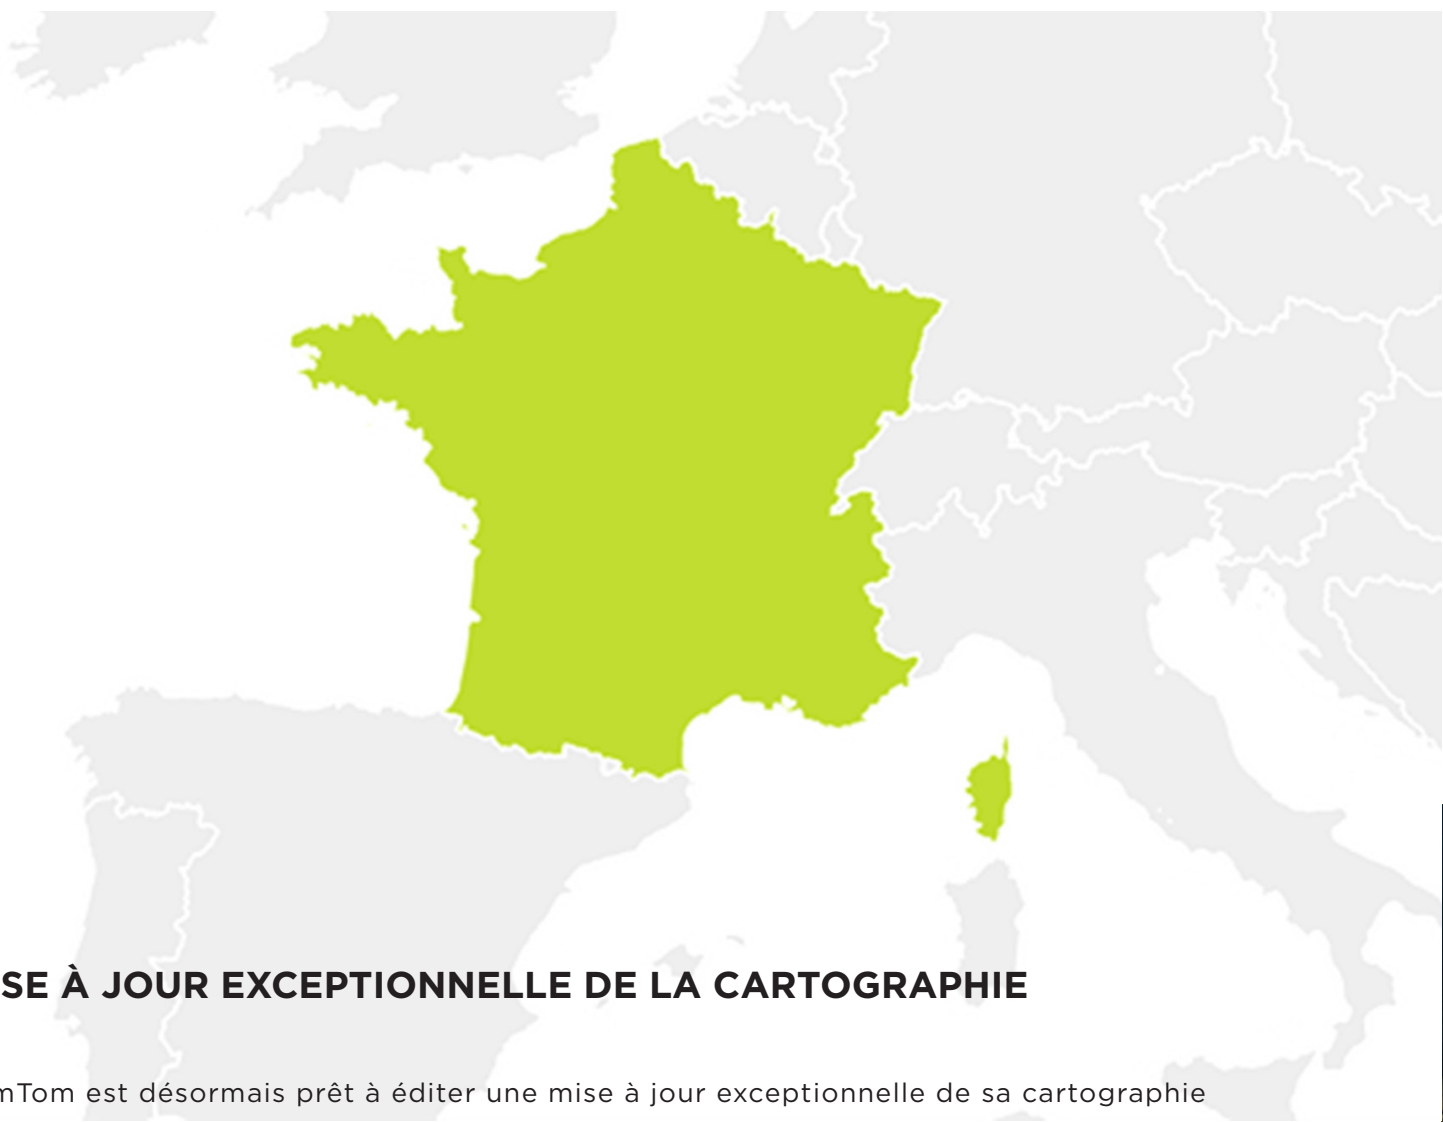 SE À JOUR EXCEPTIONNELLE DE LA CARTOGRAPHIE
mTom est désormais prêt à éditer une mise à jour exceptionnelle de sa cartographie